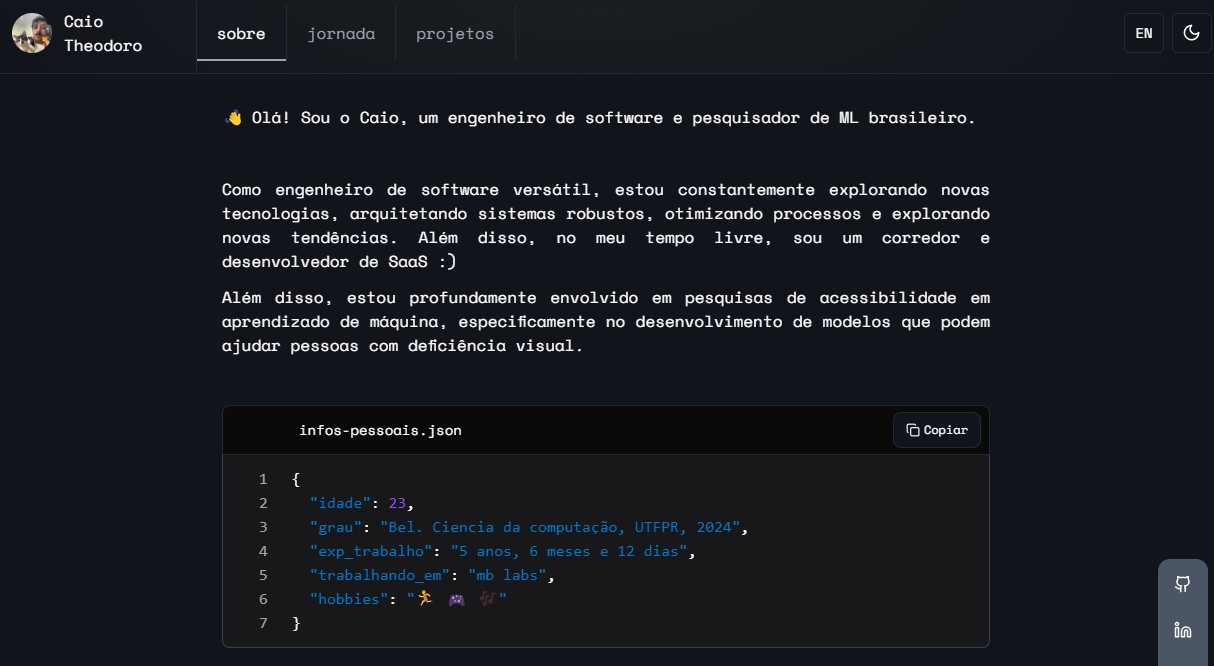 Caio
Theodoro
sobre
jornada
projetos
EN
👋 Olá! Sou o Caio, um engenheiro de software e pesquisador de ML brasileiro.
Como engenheiro de software versátil, estou constantemente explorando novas
tecnologias, arquitetando sistemas robustos, otimizando processos e explorando
novas tendências. Além disso, no meu tempo livre, sou um corredor e
desenvolvedor de SaaS :)
Além disso, estou profundamente envolvido em pesquisas de acessibilidade em
aprendizado de máquina, especificamente no desenvolvimento de modelos que podem
ajudar pessoas com deficiência visual.
infos-pessoais.json
Copiar
1 {
2 "idade": 23,
3 "grau": "Bel. Ciencia da computação, UTFPR, 2024",
4 "exp_trabalho": "5 anos, 6 meses e 12 dias",
5 "trabalhando_em": "mb labs",
6 "hobbies": "🏃 🎮 🎶"
7 }
in